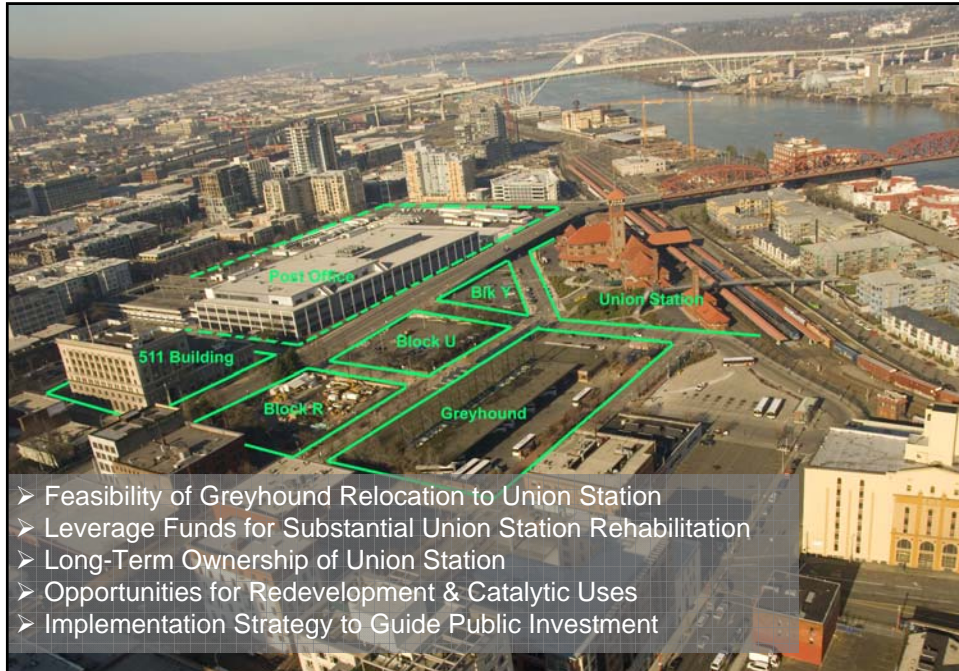 Post Office
Blk Y
Union Station
511 Building
Block U
Block R
Greyhound
➢ Feasibility of Greyhound Relocation to Union Station
➢ Leverage Funds for Substantial Union Station Rehabilitation
➢ Long-Term Ownership of Union Station
➢ Opportunities for Redevelopment & Catalytic Uses
➢ Implementation Strategy to Guide Public Investment